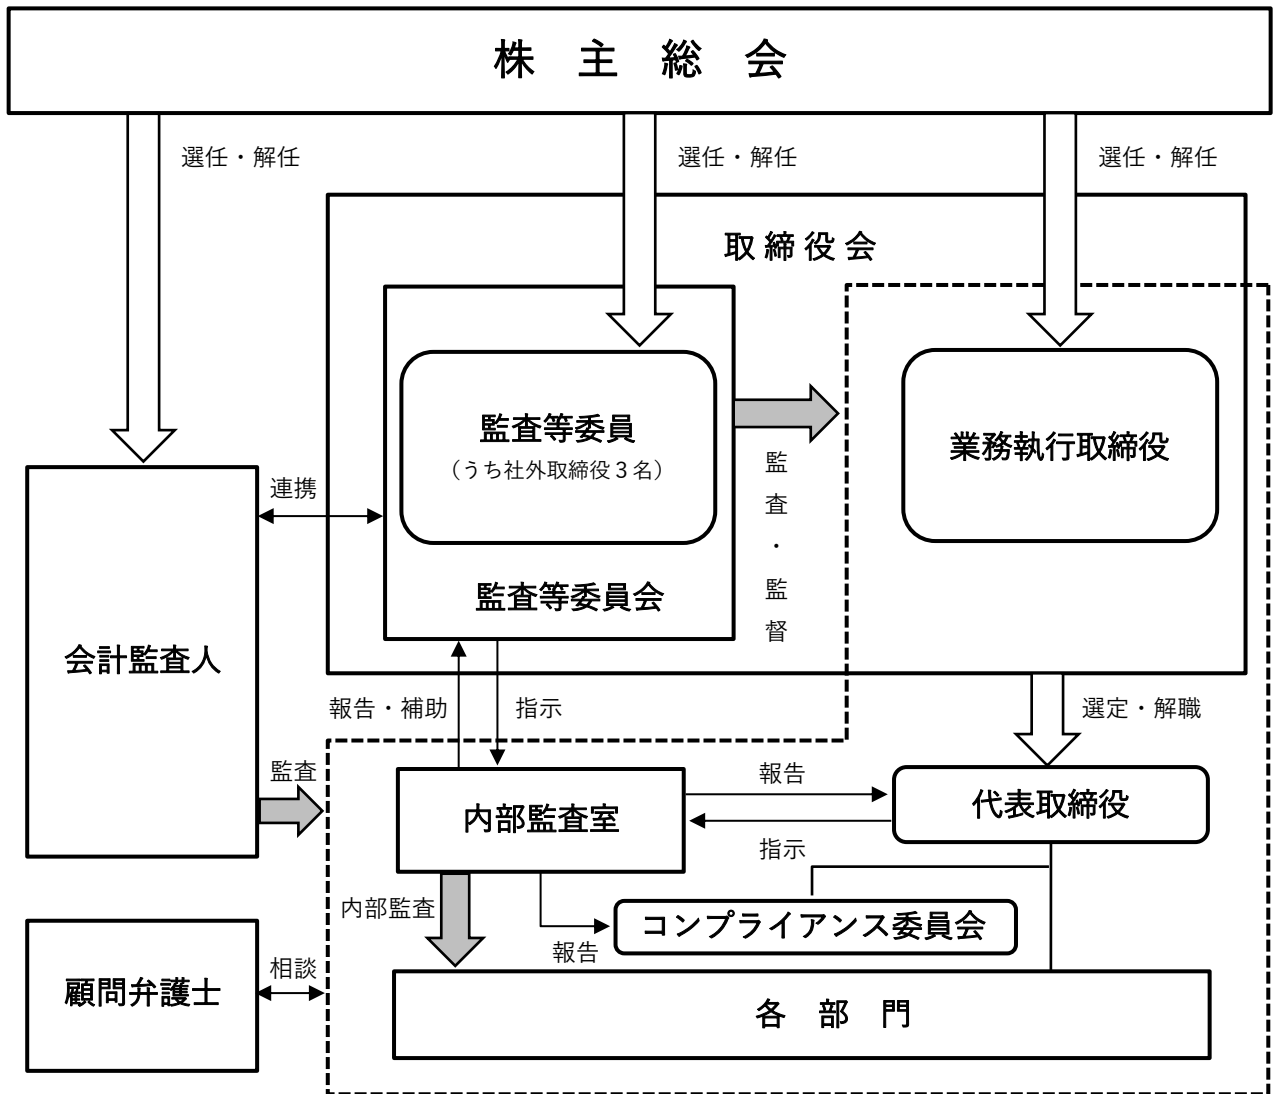 株 主 総 会
選任・解任
選任・解任
選任・解任
取 締 役 会
監査等委員
（うち社外取締役３名）
業務執行取締役
監
査
・
監
督
連携
監査等委員会
会計監査人
報告・補助
指示
選定・解職
監査
報告
代表取締役
内部監査室
指示
内部監査
コンプライアンス委員会
報告
相談
顧問弁護士
各 部 門